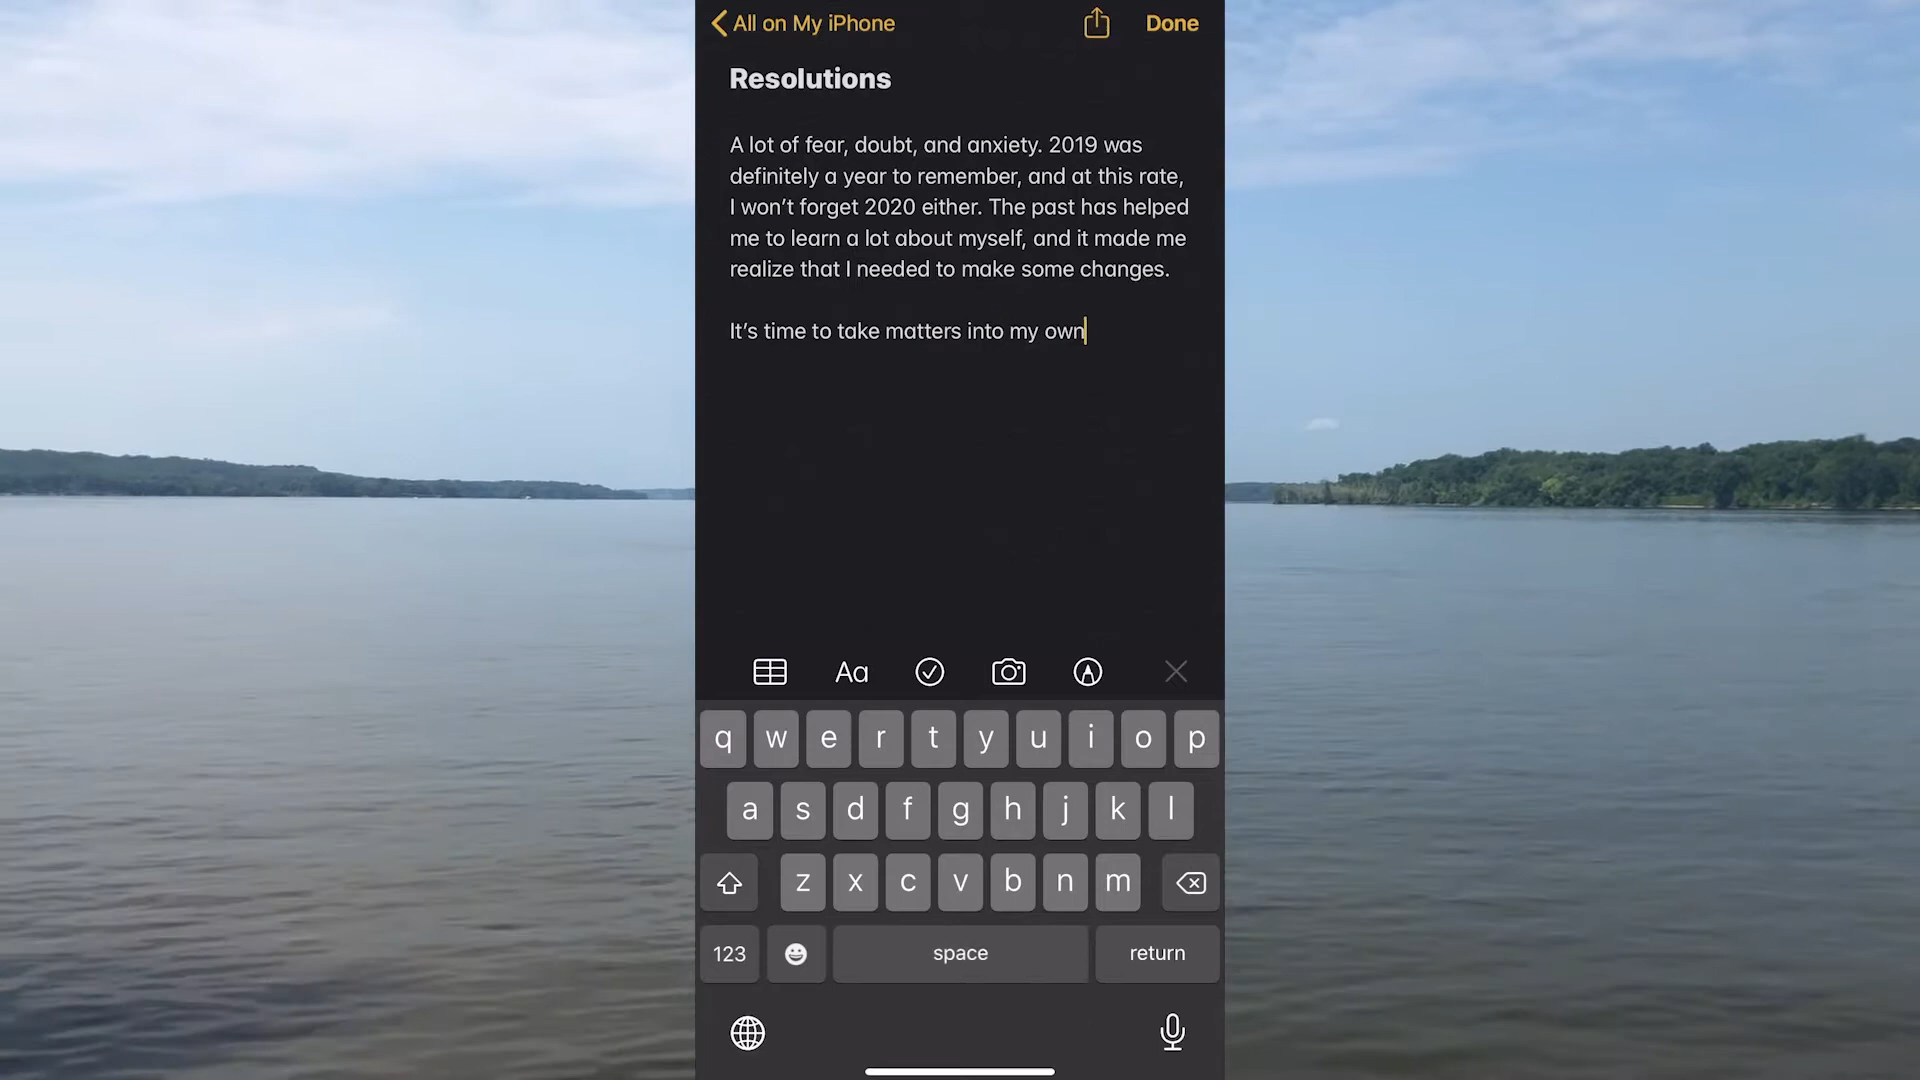 All on My iPhone
Done
Resolutions
A lot of fear, doubt, and anxiety. 2019 was
definitely a year to remember, and at this rate,
I won’t forget 2020 either. The past has helped
me to learn a lot about myself, and it made me
realize that I needed to make some changes.
It’s time to take matters into my own
Aa
q w e r t y u i o p
a s d f g h j k l
z x c v b n m
123 space return